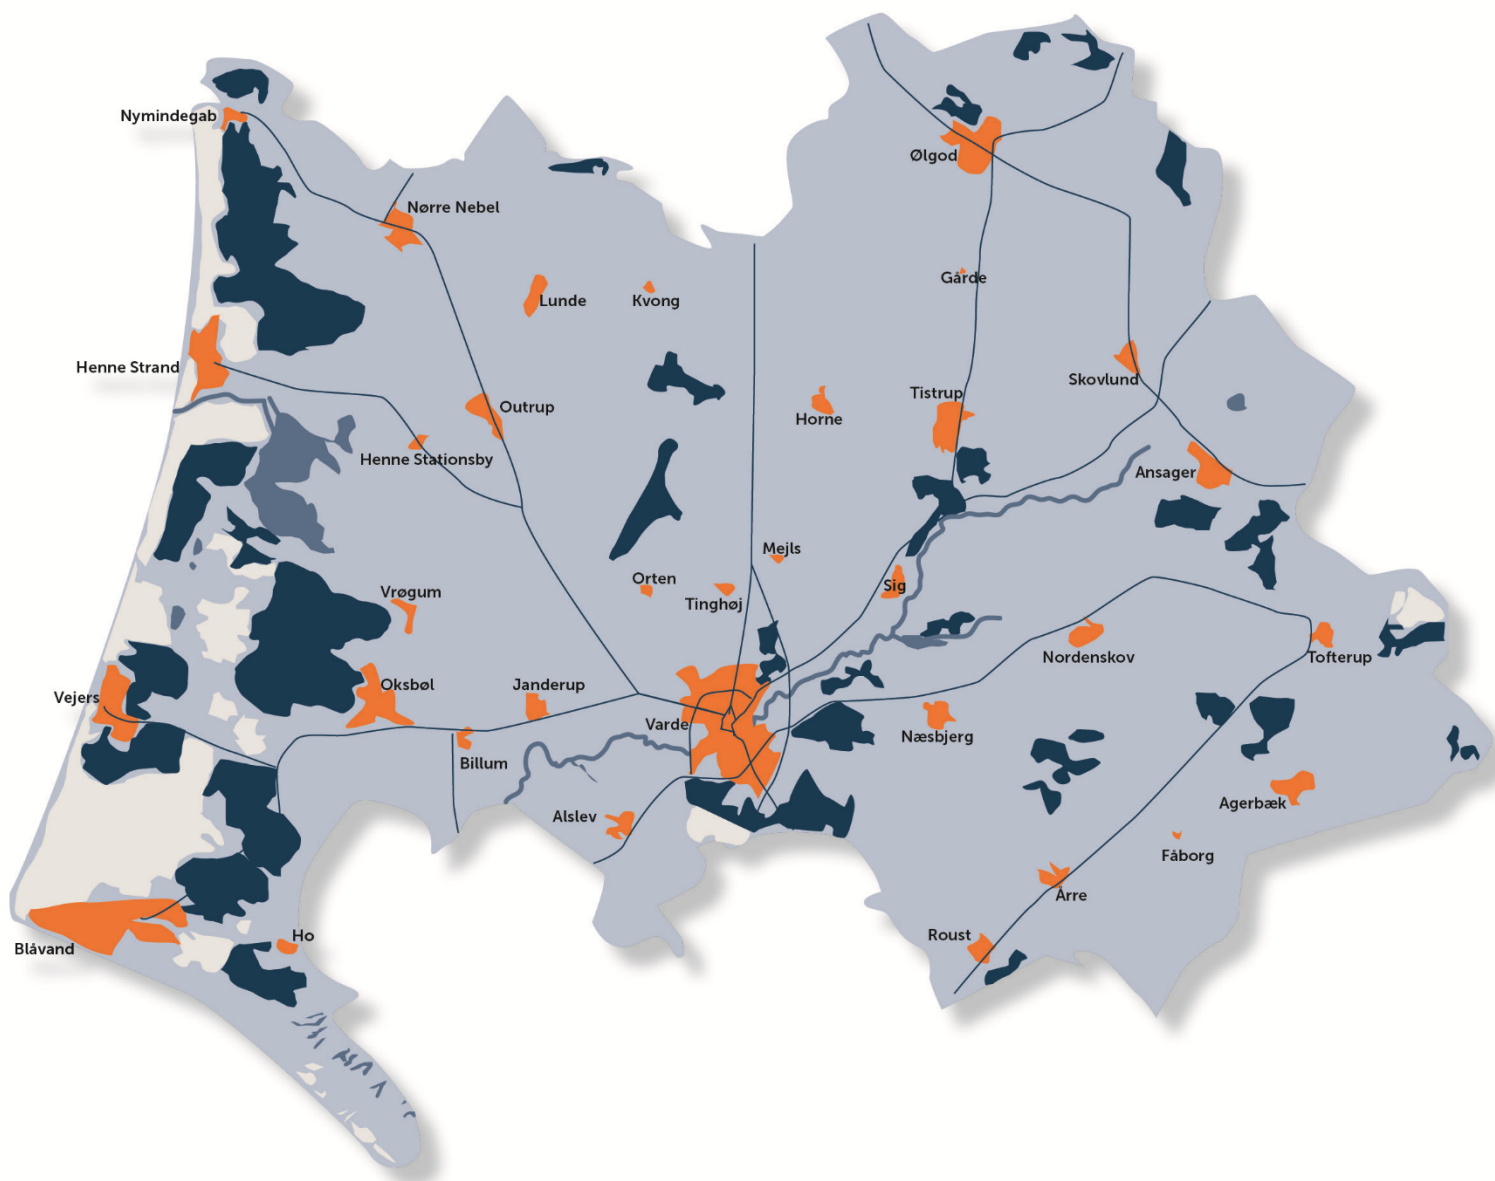 Nymindegab
Ølgod
Nørre Nebel
Gårde
Lunde
Kvong
Henne Strand
Skovlund
Tistrup
Outrup
Horne
Henne Stationsby
Ansager
Mejls
Orten
Sig
Vrøgum
Tinghøj
Nordenskov
Tofterup
Oksbøl
Janderup
Vejers
Varde
Næsbjerg
Billum
Agerbæk
Alslev
Fåborg
Årre
Ho
Roust
Blåvand